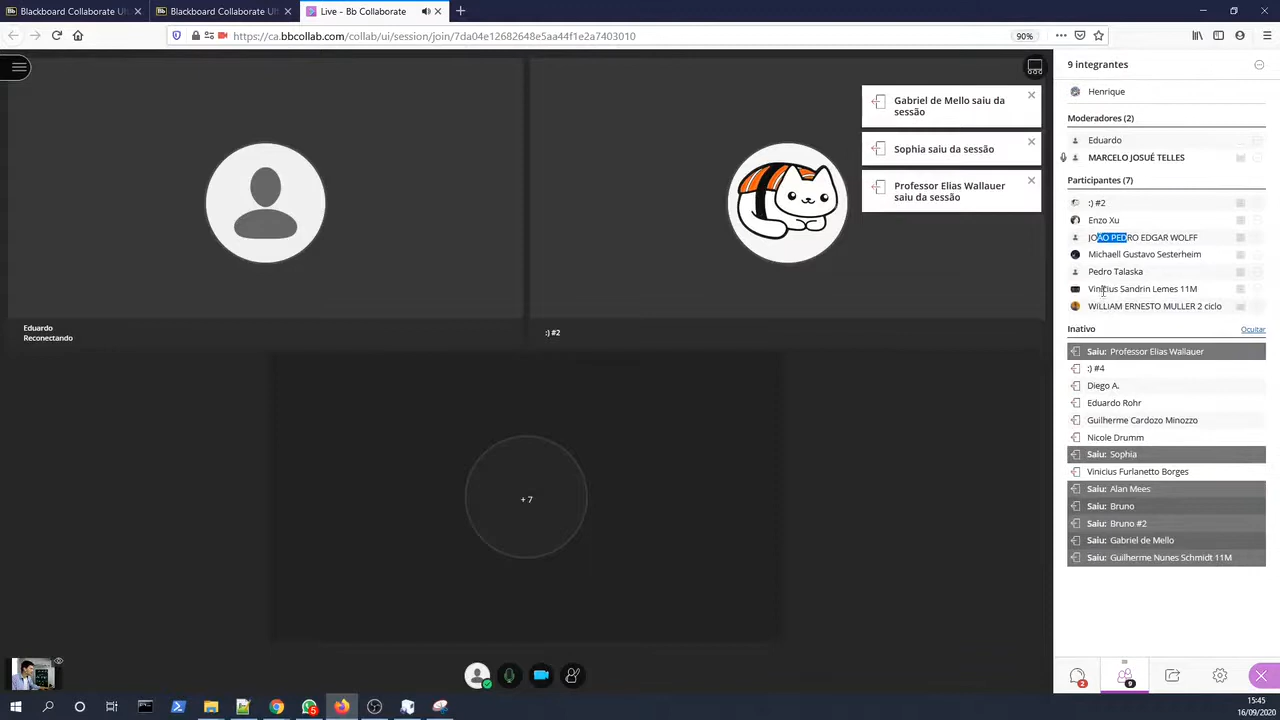 Blackboard Collaborate Ult
Blackboard Collaborate Ult
Live - Bb Collaborate
https://ca.bbcollab.com/collab/ui/session/join/7da04e12682648e5aa44f1e2a7403010
90%
9 integrantes
Henrique
Gabriel de Mello saiu da
sessão
Moderadores (2)
Eduardo
Sophia saiu da sessão
MARCELO JOSUÉ TELLES
Participantes (7)
Professor Elias Wallauer
saiu da sessão
:) #2
Enzo Xu
JOÃO PEDRO EDGAR WOLFF
Michaell Gustavo Sesterheim
Pedro Talaska
Vinicius Sandrin Lemes 11M
WILLIAM ERNESTO MULLER 2 ciclo
Eduardo
Reconectando
:) #2
Inativo
Ocultar
Saiu: Professor Elias Wallauer
:) #4
Diego A.
Eduardo Rohr
Guilherme Cardozo Minozzo
Nicole Drumm
Saiu: Sophia
Vinicius Furlanetto Borges
Saiu: Alan Mees
Saiu: Bruno
Saiu: Bruno #2
Saiu: Gabriel de Mello
Saiu: Guilherme Nunes Schmidt 11M
+ 7
2
9
5
15:45
16/09/2020